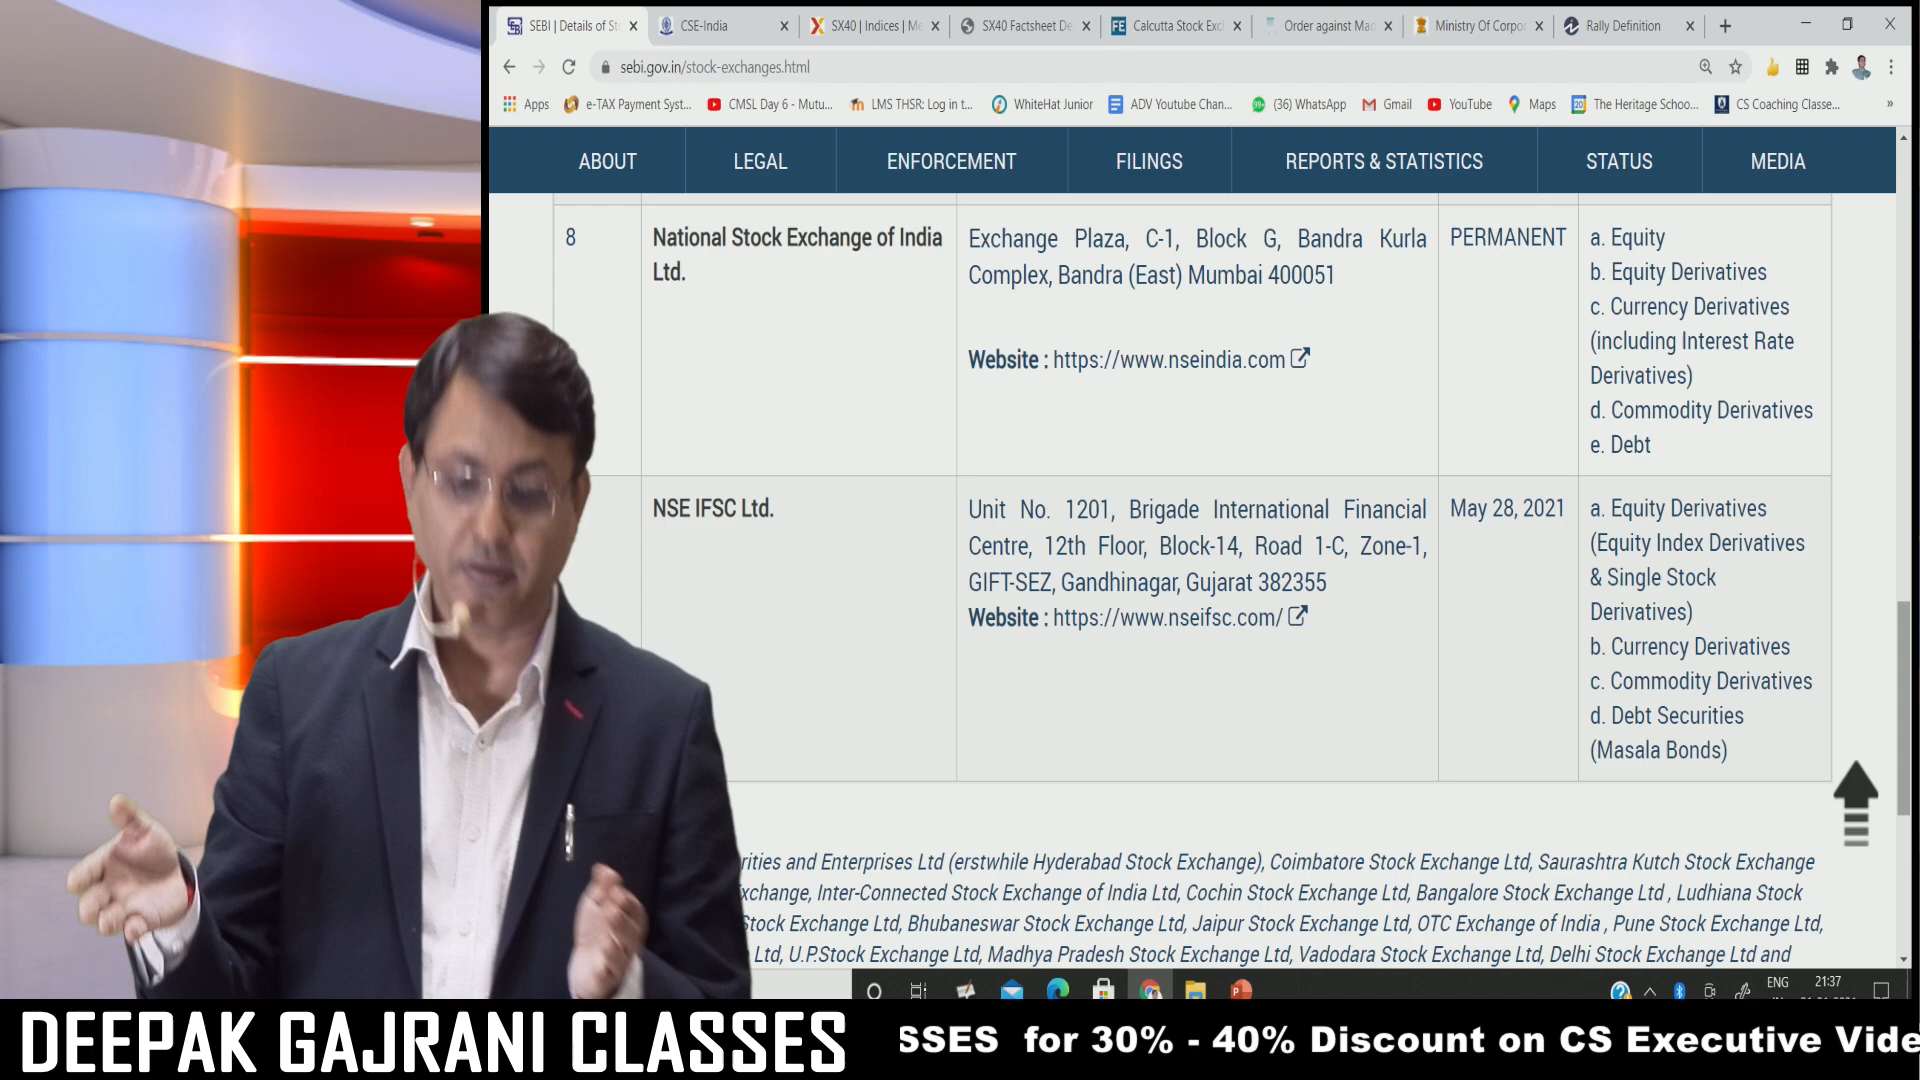 SEBI | Details of Sto
CSE-India
SX40 | Indices | Me
SX40 Factsheet De
FE
Calcutta Stock Exc
Order against Mad
Ministry Of Corpor
Rally Definition
sebi.gov.in/stock-exchanges.html
Apps
e-TAX Payment Syst...
CMSL Day 6 - Mutu...
LMS THSR: Log in t...
WhiteHat Junior
ADV Youtube Chan...
(36) WhatsApp
Gmail
YouTube
Maps
The Heritage Schoo...
CS Coaching Classe...
»
ABOUT
LEGAL
ENFORCEMENT
FILINGS
REPORTS & STATISTICS
STATUS
MEDIA
8
National Stock Exchange of India
Ltd.
Exchange Plaza, C-1, Block G, Bandra Kurla
Complex, Bandra (East) Mumbai 400051
Website : https://www.nseindia.com
PERMANENT
a. Equity
b. Equity Derivatives
c. Currency Derivatives
(including Interest Rate
Derivatives)
d. Commodity Derivatives
e. Debt
NSE IFSC Ltd.
Unit No. 1201, Brigade International Financial
Centre, 12th Floor, Block-14, Road 1-C, Zone-1,
GIFT-SEZ, Gandhinagar, Gujarat 382355
Website : https://www.nseifsc.com/
May 28, 2021
a. Equity Derivatives
(Equity Index Derivatives
& Single Stock
Derivatives)
b. Currency Derivatives
c. Commodity Derivatives
d. Debt Securities
(Masala Bonds)
rities and Enterprises Ltd (erstwhile Hyderabad Stock Exchange), Coimbatore Stock Exchange Ltd, Saurashtra Kutch Stock Exchange
xchange, Inter-Connected Stock Exchange of India Ltd, Cochin Stock Exchange Ltd, Bangalore Stock Exchange Ltd , Ludhiana Stock
Stock Exchange Ltd, Bhubaneswar Stock Exchange Ltd, Jaipur Stock Exchange Ltd, OTC Exchange of India , Pune Stock Exchange Ltd,
Ltd, U.P.Stock Exchange Ltd, Madhya Pradesh Stock Exchange Ltd, Vadodara Stock Exchange Ltd, Delhi Stock Exchange Ltd and
ENG
21:37
DEEPAK GAJRANI CLASSES
SSES for 30% - 40% Discount on CS Executive Vide